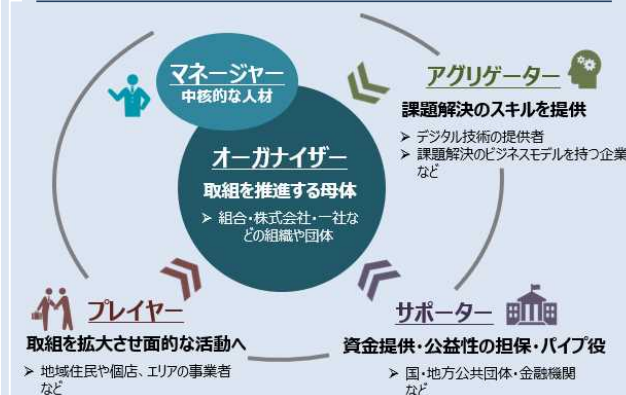 マネージャー
中核的な人材
アグリゲーター
課題解決のスキルを提供
➢ デジタル技術の提供者
➢ 課題解決のビジネスモデルを持つ企業
など
オーガナイザー
取組を推進する母体
➢ 組合・株式会社・一社な
どの組織や団体
プレイヤー
取組を拡大させ面的な活動へ
➢ 地域住民や個店、エリアの事業者
など
サポーター
資金提供・公益性の担保・パイプ役
➢ 国・地方公共団体・金融機関
など